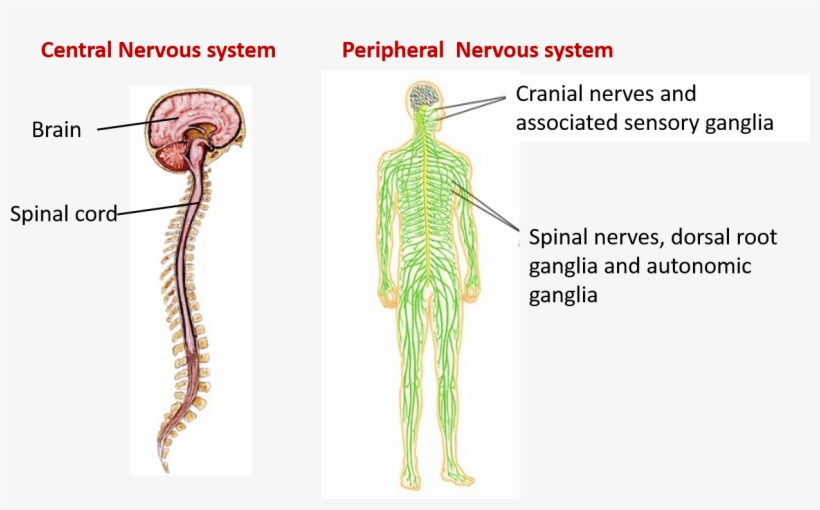 Central Nervous system
Peripheral Nervous system
Brain
Spinal cord
Cranial nerves and
associated sensory ganglia
Spinal nerves, dorsal root
ganglia and autonomic
ganglia